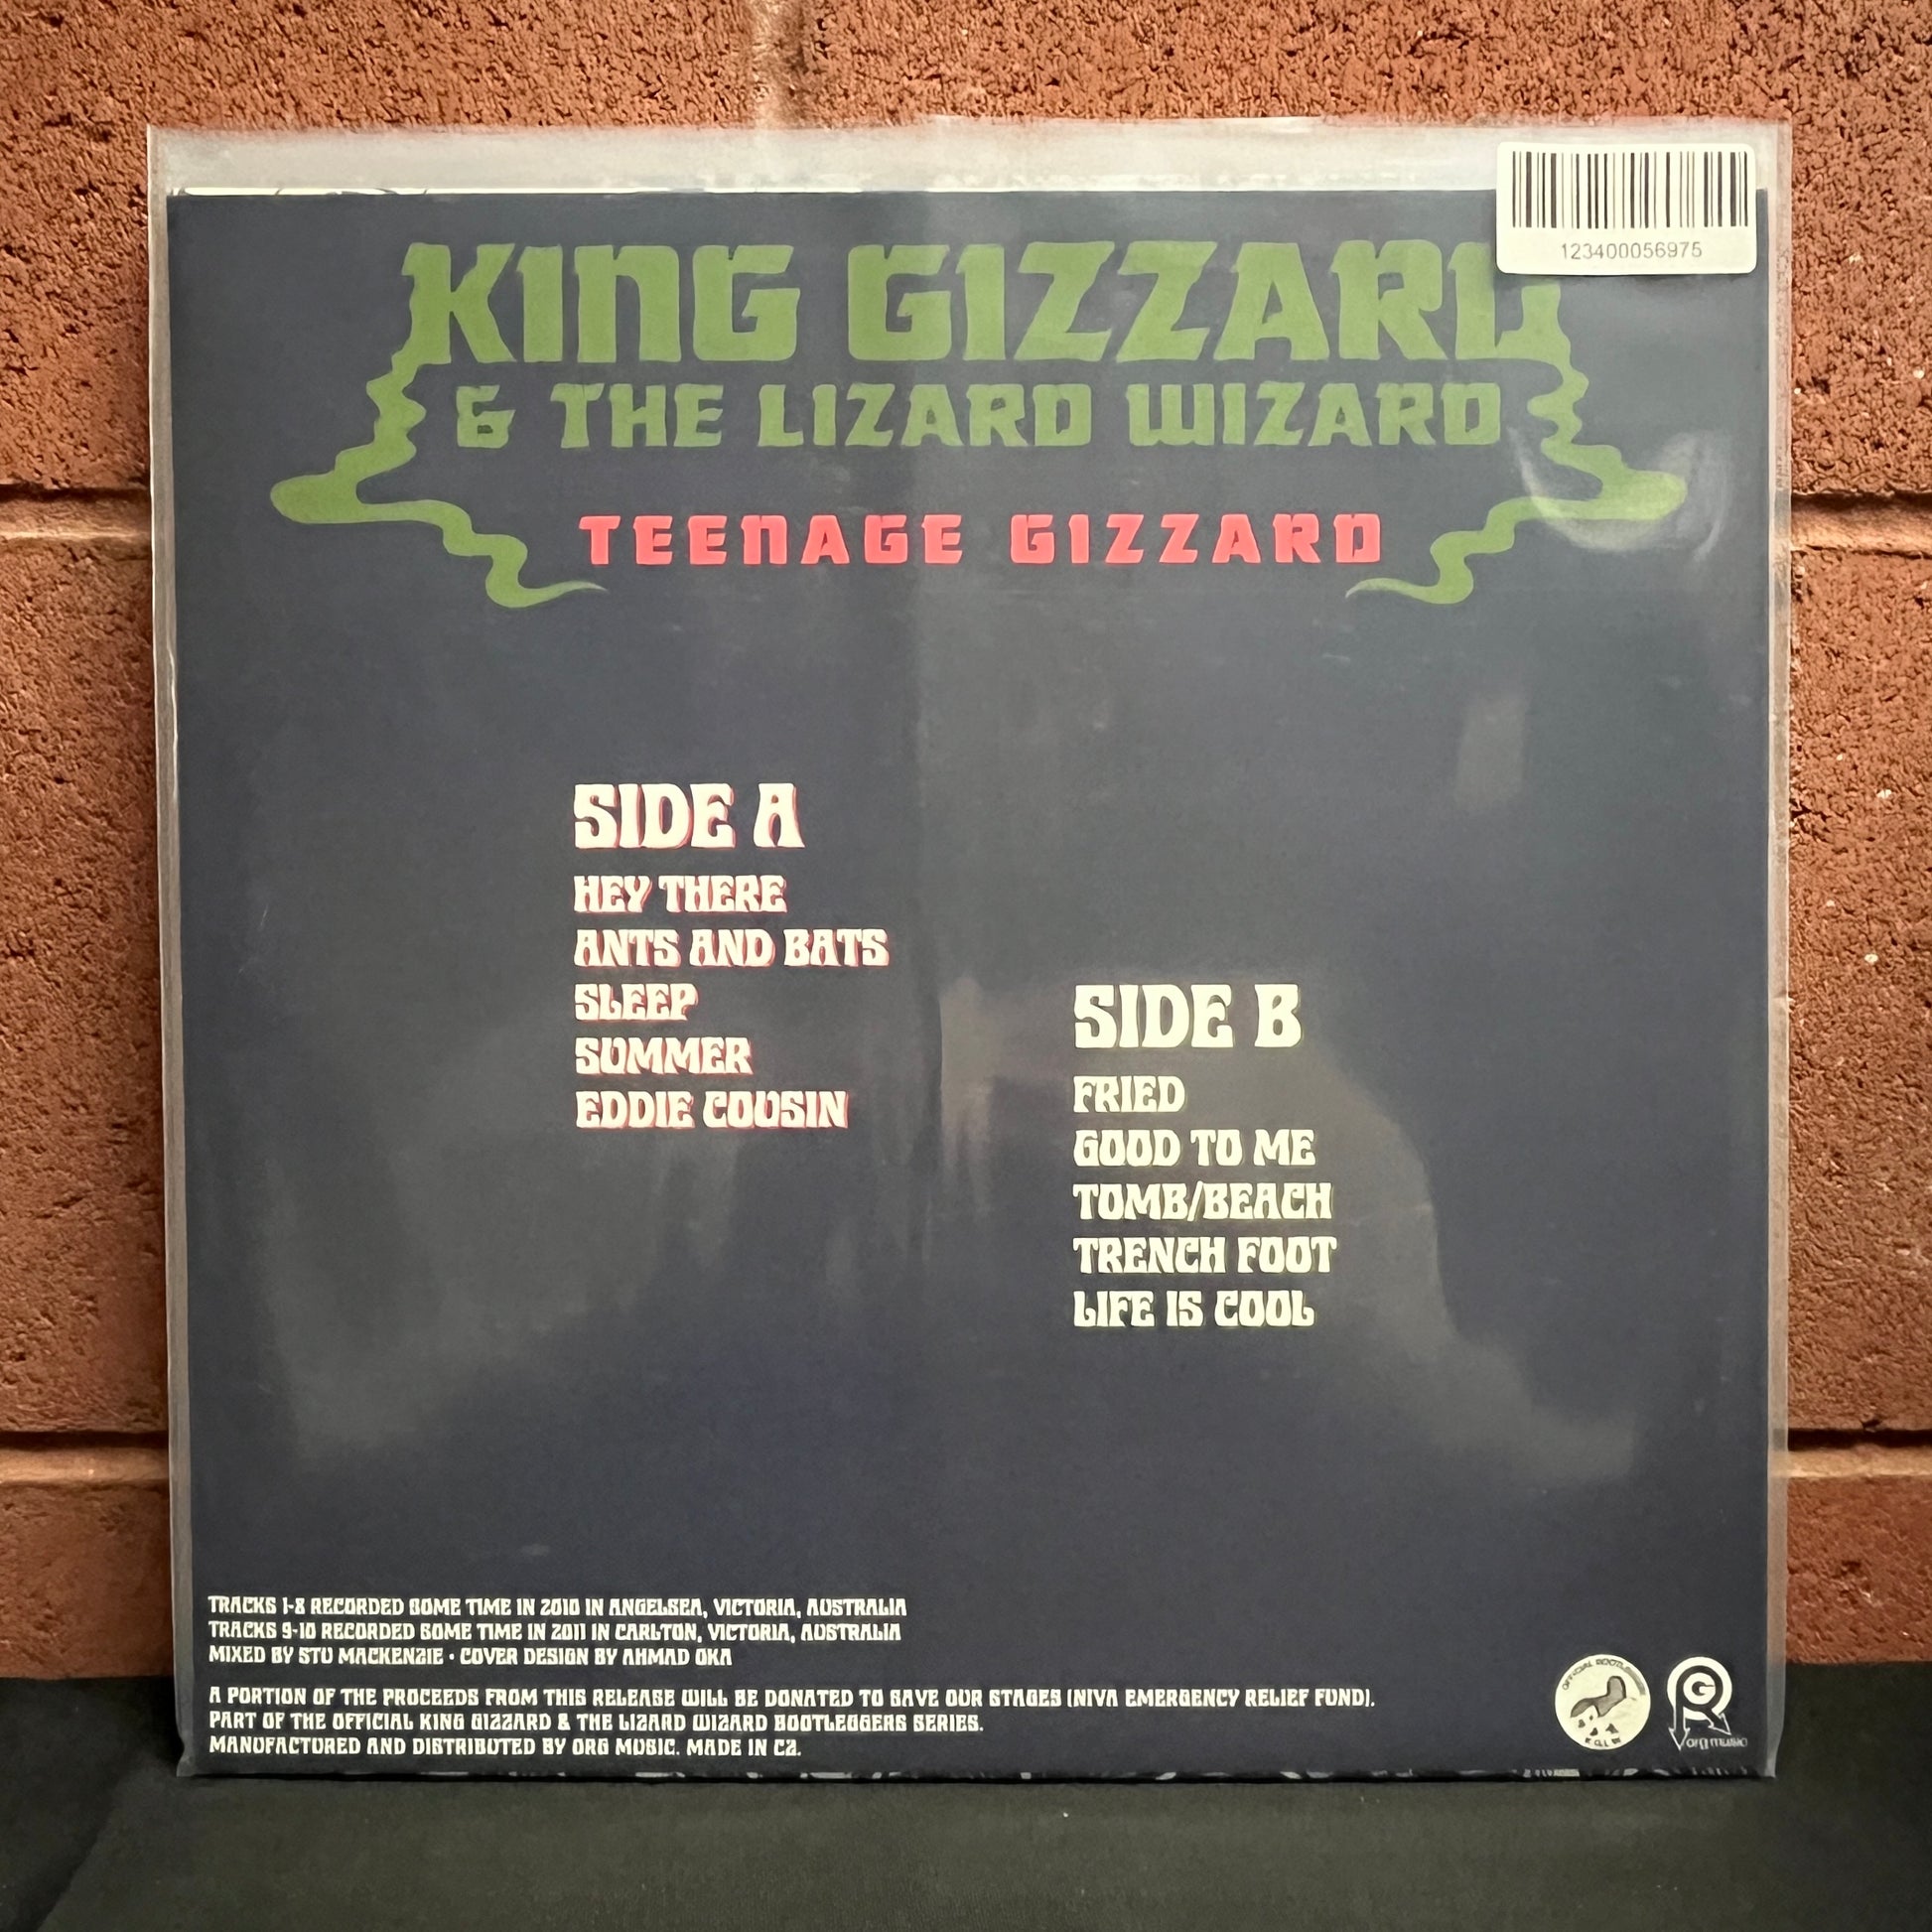 123400056975
KING GIZZARD
& THE LIZARD WIZARD
TEENAGE GIZZARD
SIDE A
HEY THERE
ANTS AND BATS
SLEEP
SUMMER
EDDIE COUSIN
SIDE B
FRIED
GOOD TO ME
TOMB/BEACH
TRENCH FOOT
LIFE IS COOL
TRACKS 1-8 RECORDED SOME TIME IN 2010 IN ANGELSEA, VICTORIA, AUSTRALIA
TRACKS 9-10 RECORDED SOME TIME IN 2011 IN CARLTON, VICTORIA, AUSTRALIA
MIXED BY STU MACKENZIE • COVER DESIGN BY AHMAD OKA
A PORTION OF THE PROCEEDS FROM THIS RELEASE WILL BE DONATED TO SAVE OUR STAGES (NIVA EMERGENCY RELIEF FUND).
PART OF THE OFFICIAL KING GIZZARD & THE LIZARD WIZARD BOOTLEGGERS SERIES.
MANUFACTURED AND DISTRIBUTED BY ORG MUSIC. MADE IN CZ.
OFFICIAL BOOTLEGGER
K.G.L.W.
org music